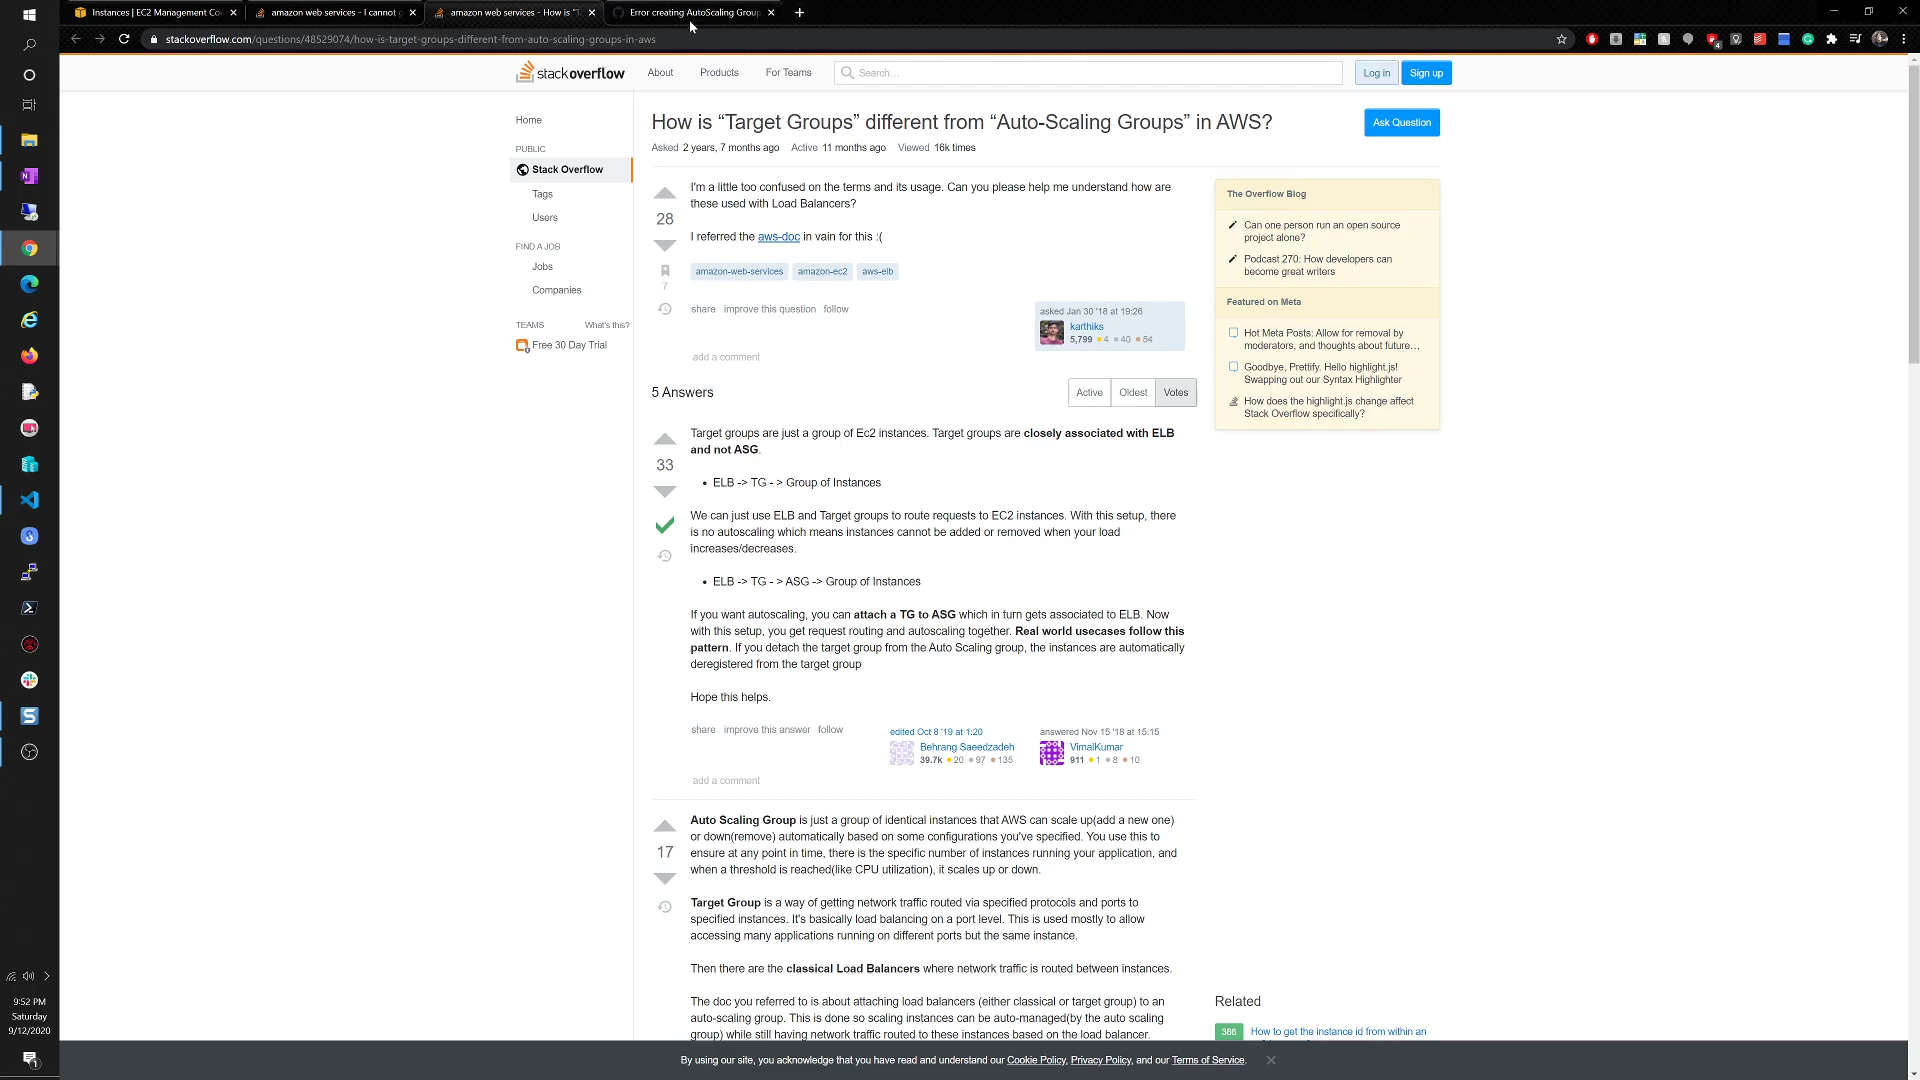 Instances | EC2 Management Co
amazon web services - I cannot
amazon web services - How is "T
Error creating AutoScaling Group
stackoverflow.com/questions/48529074/how-is-target-groups-different-from-auto-scaling-groups-in-aws
stackoverflow
About
Products
For Teams
Search…
Log in
Sign up
Home
PUBLIC
Stack Overflow
Tags
Users
FIND A JOB
Jobs
Companies
TEAMS What's this?
Free 30 Day Trial
How is “Target Groups” different from “Auto-Scaling Groups” in AWS?
Ask Question
Asked 2 years, 7 months ago Active 11 months ago Viewed 16k times
I'm a little too confused on the terms and its usage. Can you please help me understand how are
these used with Load Balancers?
28
I referred the aws-doc in vain for this :(
7
amazon-web-services amazon-ec2 aws-elb
share improve this question follow
asked Jan 30 '18 at 19:26
karthiks
5,799 4 40 54
add a comment
5 Answers
Active Oldest Votes
Target groups are just a group of Ec2 instances. Target groups are closely associated with ELB
and not ASG.
33
• ELB -> TG - > Group of Instances
We can just use ELB and Target groups to route requests to EC2 instances. With this setup, there
is no autoscaling which means instances cannot be added or removed when your load
increases/decreases.
• ELB -> TG - > ASG -> Group of Instances
If you want autoscaling, you can attach a TG to ASG which in turn gets associated to ELB. Now
with this setup, you get request routing and autoscaling together. Real world usecases follow this
pattern. If you detach the target group from the Auto Scaling group, the instances are automatically
deregistered from the target group
Hope this helps.
share improve this answer follow
edited Oct 8 '19 at 1:20
Behrang Saeedzadeh
39.7k 20 97 135
answered Nov 15 '18 at 15:15
VimalKumar
911 1 8 10
add a comment
Auto Scaling Group is just a group of identical instances that AWS can scale up(add a new one)
or down(remove) automatically based on some configurations you've specified. You use this to
ensure at any point in time, there is the specific number of instances running your application, and
when a threshold is reached(like CPU utilization), it scales up or down.
17
Target Group is a way of getting network traffic routed via specified protocols and ports to
specified instances. It's basically load balancing on a port level. This is used mostly to allow
accessing many applications running on different ports but the same instance.
Then there are the classical Load Balancers where network traffic is routed between instances.
The doc you referred to is about attaching load balancers (either classical or target group) to an
auto-scaling group. This is done so scaling instances can be auto-managed(by the auto scaling
group) while still having network traffic routed to these instances based on the load balancer.
The Overflow Blog
Can one person run an open source
project alone?
Podcast 270: How developers can
become great writers
Featured on Meta
Hot Meta Posts: Allow for removal by
moderators, and thoughts about future…
Goodbye, Prettify. Hello highlight.js!
Swapping out our Syntax Highlighter
How does the highlight.js change affect
Stack Overflow specifically?
Related
386 How to get the instance id from within an
By using our site, you acknowledge that you have read and understand our Cookie Policy, Privacy Policy, and our Terms of Service.
9:52 PM
Saturday
9/12/2020